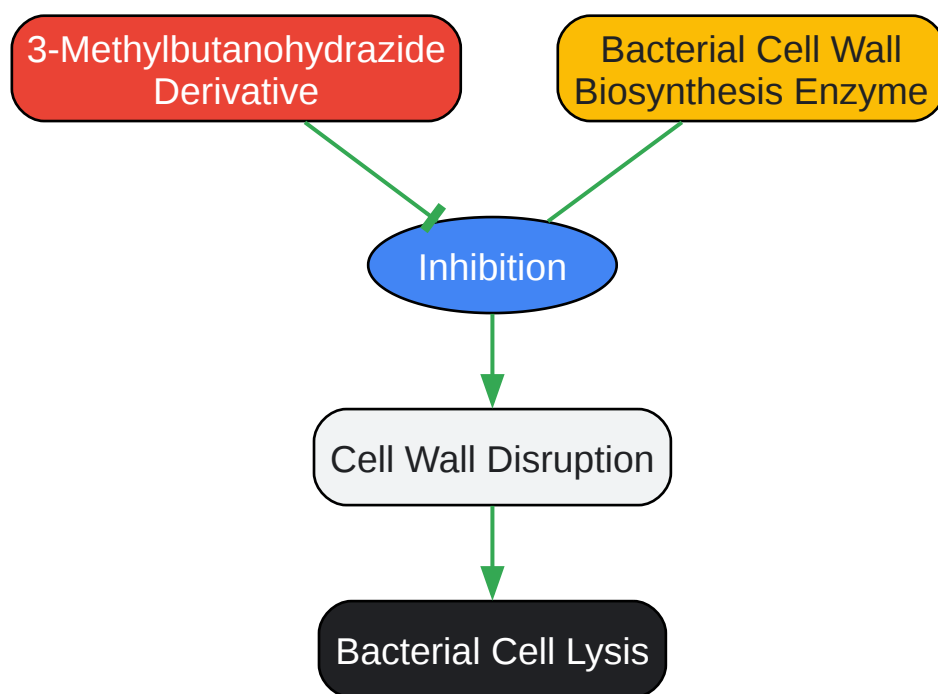 3-Methylbutanohydrazide
Derivative
Bacterial Cell Wall
Biosynthesis Enzyme
Inhibition
Cell Wall Disruption
Bacterial Cell Lysis